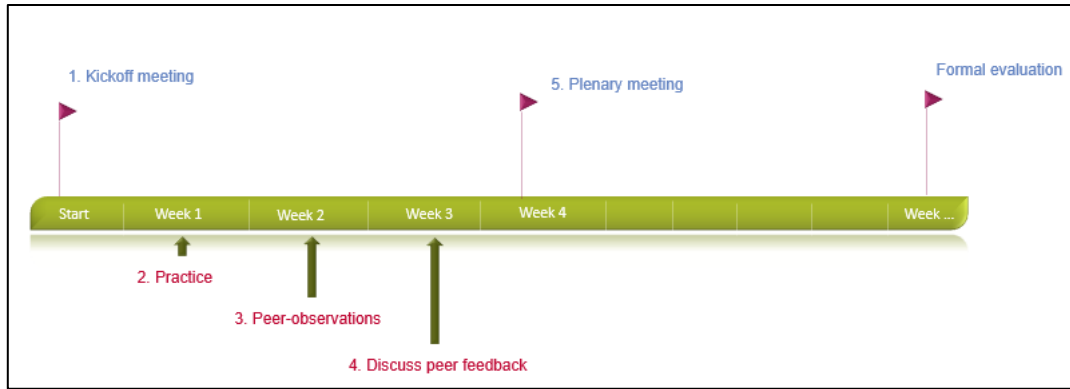 1. Kickoff meeting
5. Plenary meeting
Formal evaluation
Start
Week 1
Week 2
Week 3
Week 4
Week ...
2. Practice
3. Peer-observations
4. Discuss peer feedback